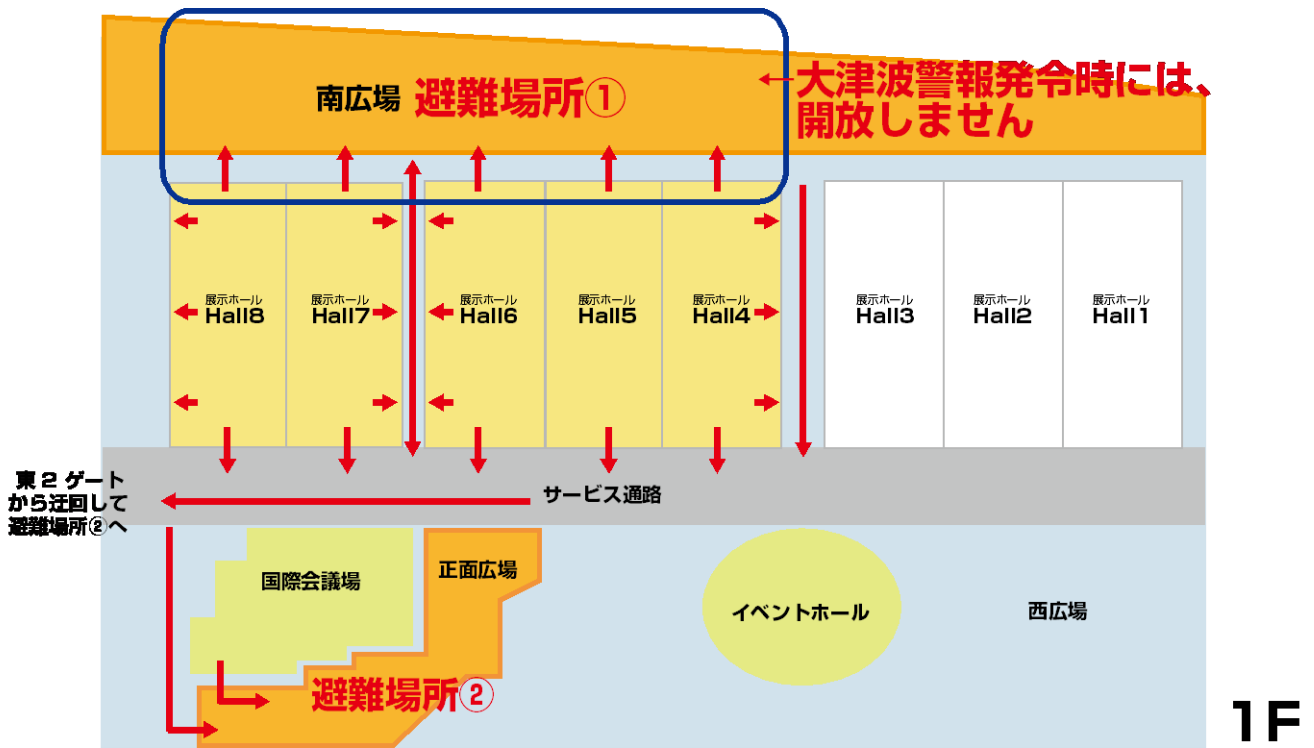 南広場 避難場所①
←大津波警報発令時には、
開放しません
展示ホール
Hall8
展示ホール
Hall7
展示ホール
Hall6
展示ホール
Hall5
展示ホール
Hall4
展示ホール
Hall3
展示ホール
Hall2
展示ホール
Hall1
東2ゲート
から迂回して
避難場所②へ
サービス通路
国際会議場
正面広場
イベントホール
西広場
避難場所②
1F